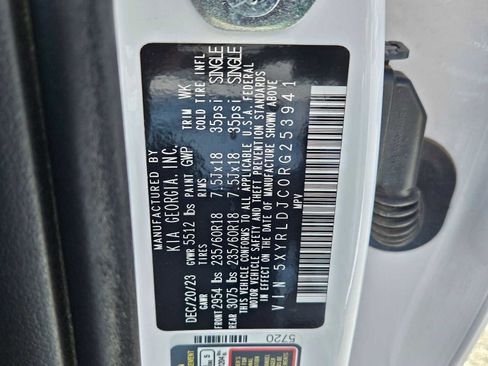 MANUFACTURED BY
KIA GEORGIA, INC.
DEC/20/23 GVWR 5512 lbs PAINT GWP TRIM WK
GAWR TIRES RIMS COLD TIRE INFL
FRONT 2954 lbs 235/60R18 7.5Jx18 35psi SINGLE
REAR 3075 lbs 235/60R18 7.5Jx18 35psi SINGLE
THIS VEHICLE CONFORMS TO ALL APPLICABLE U.S.A. FEDERAL
MOTOR VEHICLE SAFETY AND THEFT PREVENTION STANDARDS
IN EFFECT ON THE DATE OF MANUFACTURE SHOWN ABOVE
VIN 5XYRLDJC0RG253941
MPV
5720